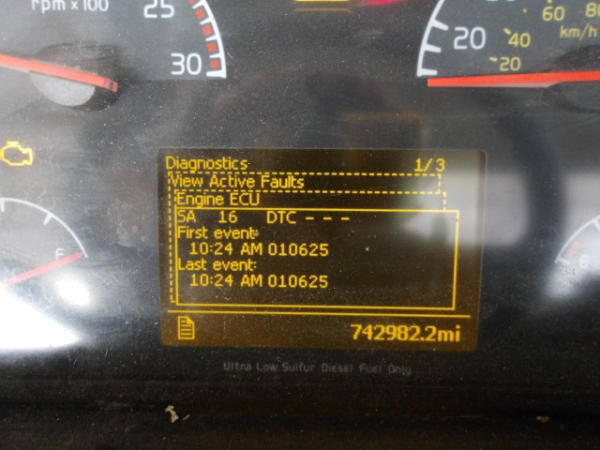 rpm x 100
25
30
20
40
20
60
80
km/h
Diagnostics 1/3
View Active Faults
Engine ECU
SA 16 DTC - - -
First event:
10:24 AM 010625
Last event:
10:24 AM 010625
742982.2mi
Ultra Low Sulfur Diesel Fuel Only
F